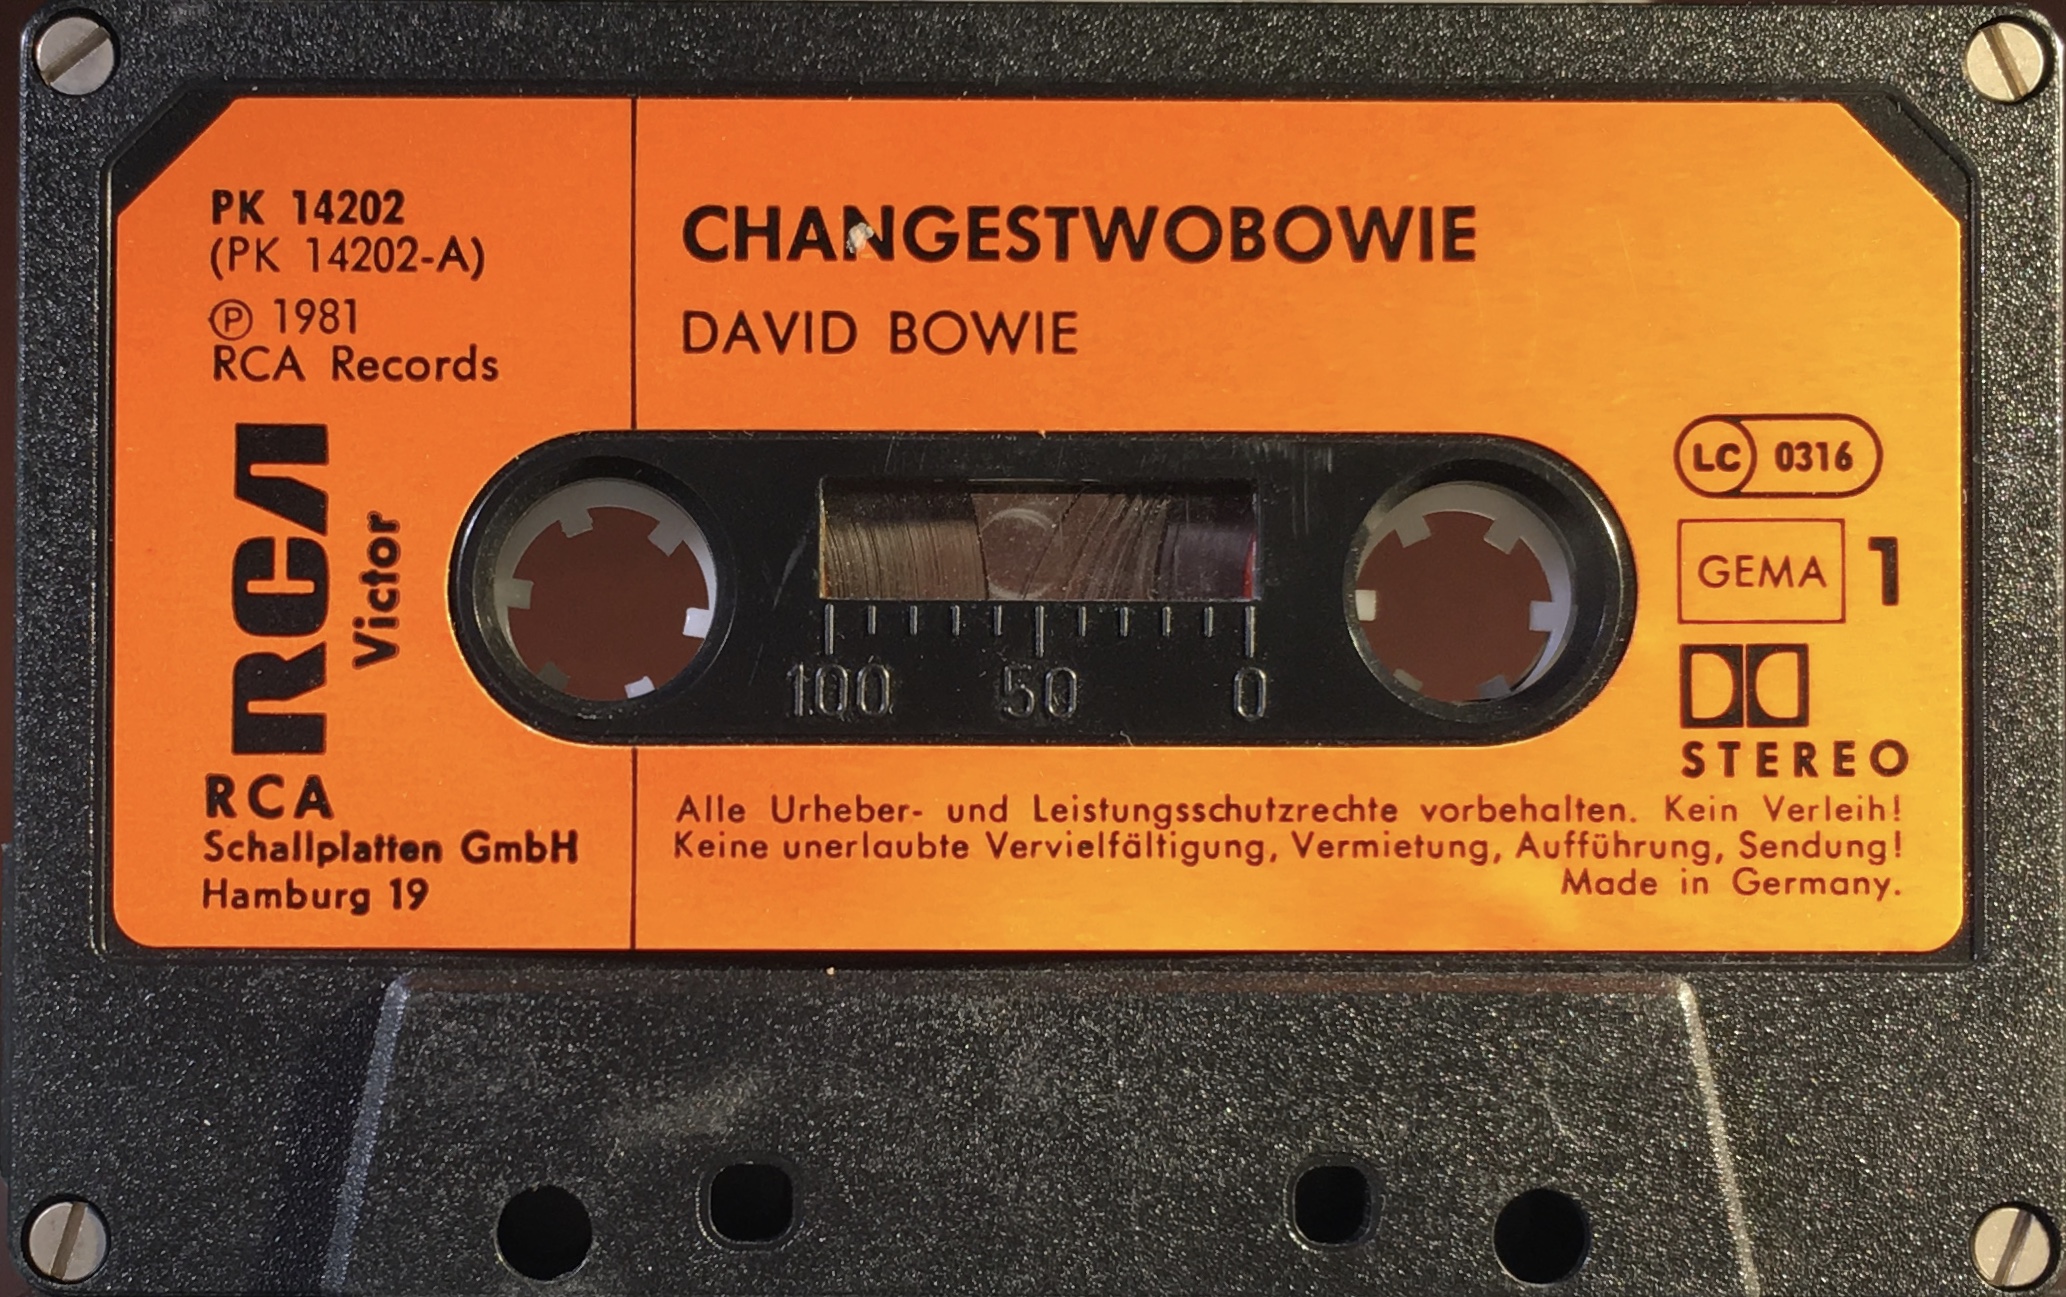 PK 14202
(PK 14202-A)
Ⓟ 1981
RCA Records
RCA
Victor
RCA
Schallplatten GmbH
Hamburg 19
CHANGESTWOBOWIE
DAVID BOWIE
100 50 0
LC 0316
GEMA 1
STEREO
Alle Urheber- und Leistungsschutzrechte vorbehalten. Kein Verleih!
Keine unerlaubte Vervielfältigung, Vermietung, Aufführung, Sendung!
Made in Germany.